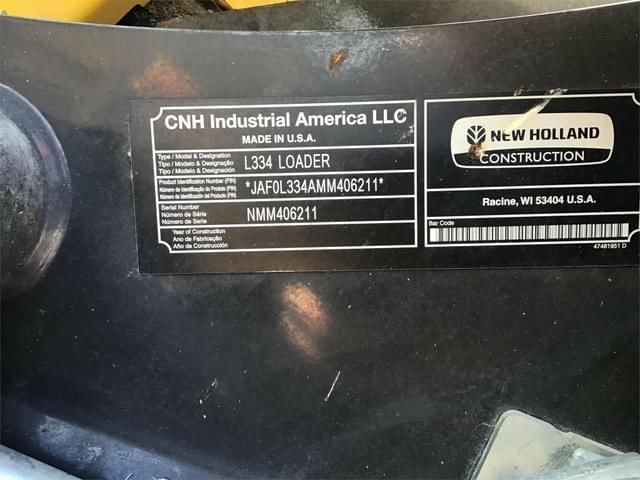 CNH Industrial America LLC
MADE IN U.S.A.
Type / Model & Designation
Tipo / Modelo & Designação
Tipo / Modelo & Designación
L334 LOADER
Product Identification Number (PIN)
Número de Identificação do Produto (PIN)
Número de Identificación del Producto (PIN)
*JAF0L334AMM406211*
Serial Number
Número de Série
Número de Serie
NMM406211
Year of Construction
Ano de Fabricação
Año de Construcción
NEW HOLLAND
CONSTRUCTION
Racine, WI 53404 U.S.A.
Bar Code
47481951 D